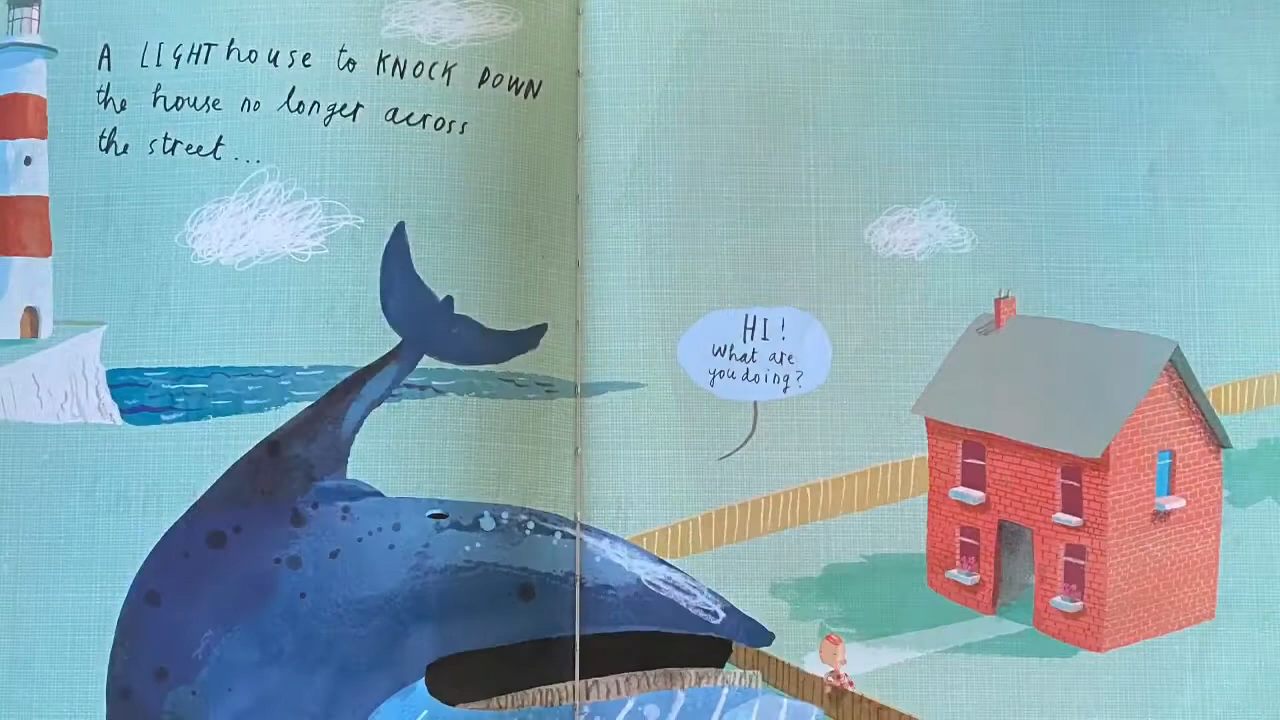 A LIGHThouse to KNOCK DOWN
the house no longer across
the street...
HI!
What are
you doing?